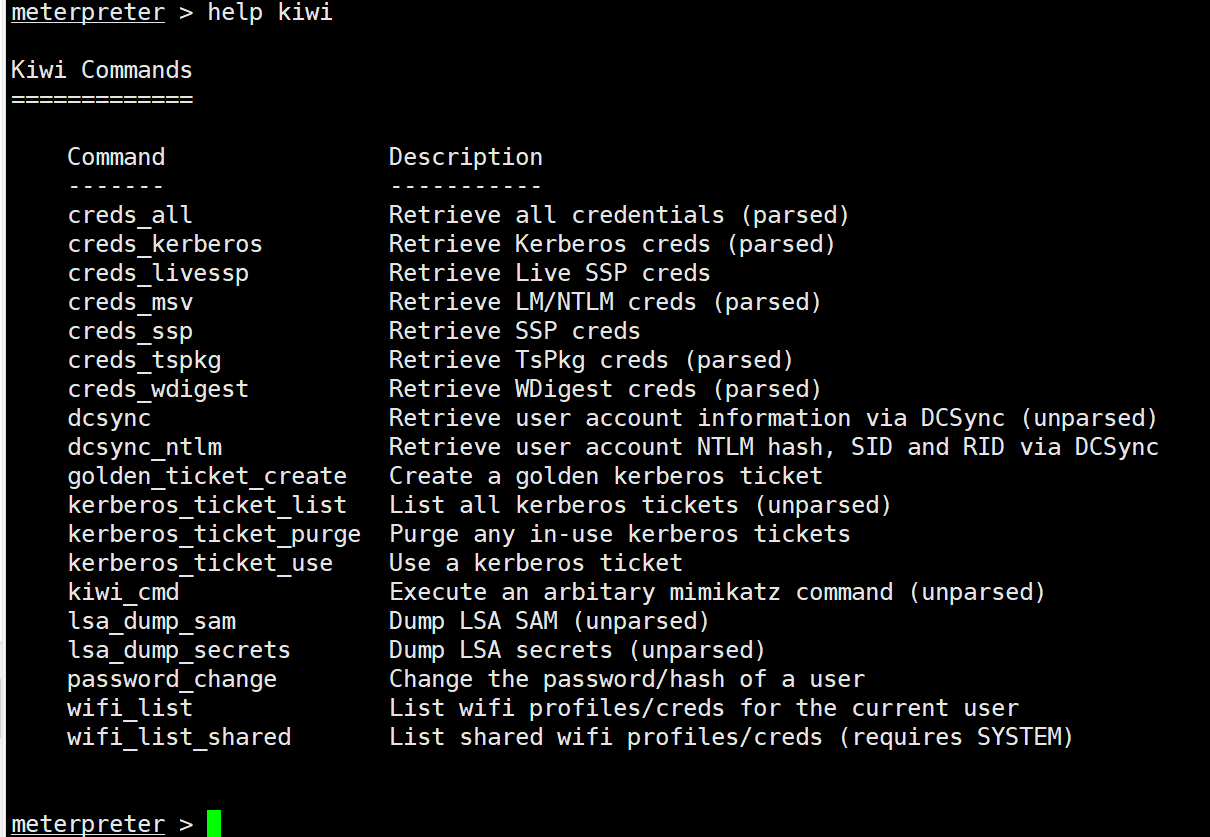 meterpreter > help kiwi
Kiwi Commands
=============
Command Description
------- -----------
creds_all Retrieve all credentials (parsed)
creds_kerberos Retrieve Kerberos creds (parsed)
creds_livessp Retrieve Live SSP creds
creds_msv Retrieve LM/NTLM creds (parsed)
creds_ssp Retrieve SSP creds
creds_tspkg Retrieve TsPkg creds (parsed)
creds_wdigest Retrieve WDigest creds (parsed)
dcsync Retrieve user account information via DCSync (unparsed)
dcsync_ntlm Retrieve user account NTLM hash, SID and RID via DCSync
golden_ticket_create Create a golden kerberos ticket
kerberos_ticket_list List all kerberos tickets (unparsed)
kerberos_ticket_purge Purge any in-use kerberos tickets
kerberos_ticket_use Use a kerberos ticket
kiwi_cmd Execute an arbitary mimikatz command (unparsed)
lsa_dump_sam Dump LSA SAM (unparsed)
lsa_dump_secrets Dump LSA secrets (unparsed)
password_change Change the password/hash of a user
wifi_list List wifi profiles/creds for the current user
wifi_list_shared List shared wifi profiles/creds (requires SYSTEM)
meterpreter >